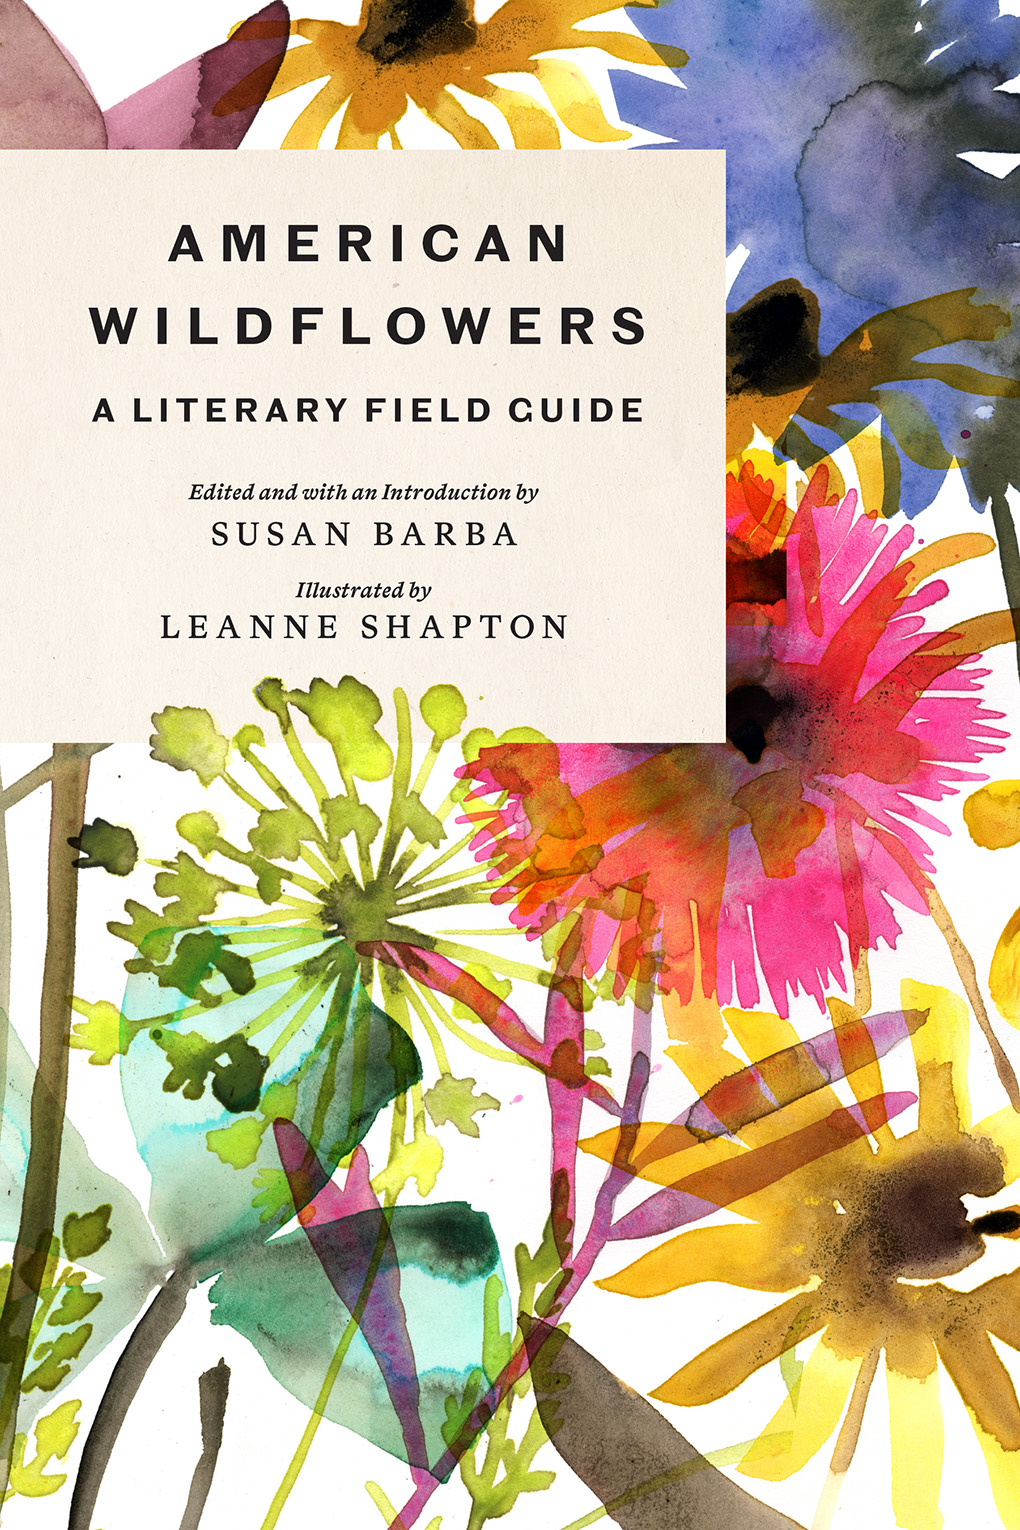 AMERICAN
WILDFLOWERS
A LITERARY FIELD GUIDE
Edited and with an Introduction by
SUSAN BARBA
Illustrated by
LEANNE SHAPTON